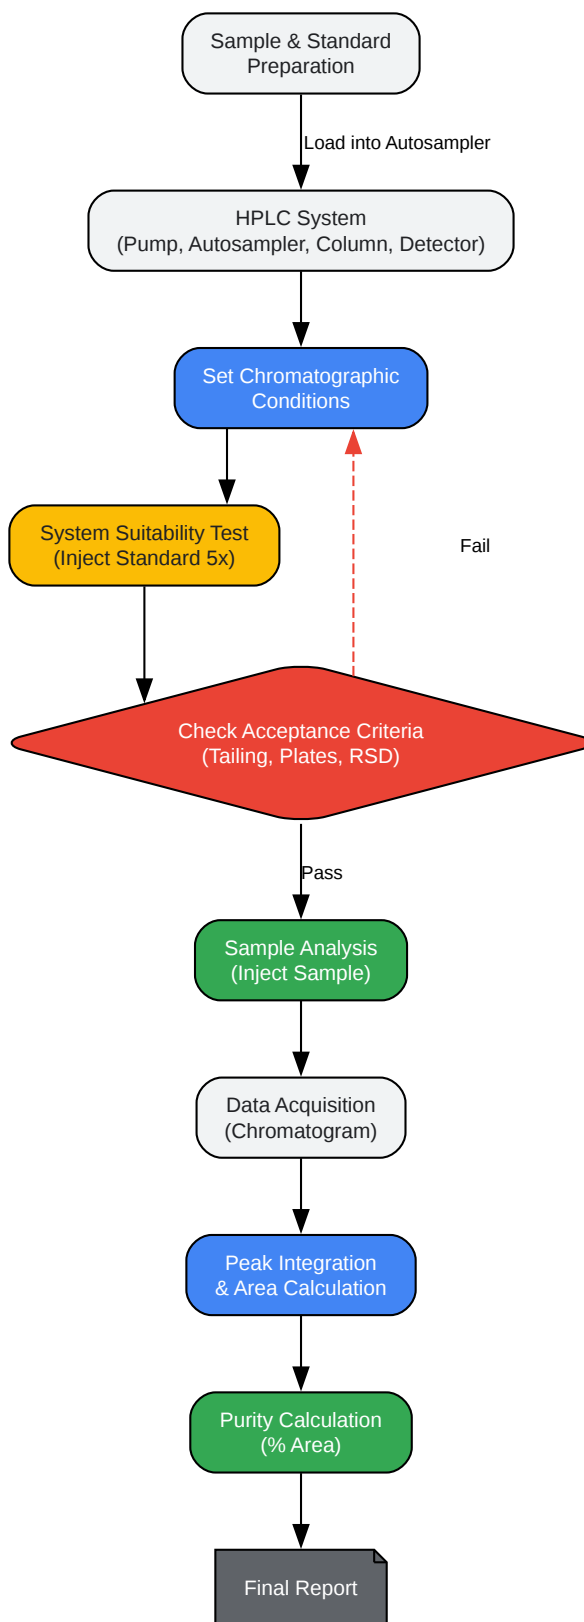 Sample & Standard
Preparation
Load into Autosampler
HPLC System
(Pump, Autosampler, Column, Detector)
Set Chromatographic
Conditions
System Suitability Test
(Inject Standard 5x)
Fail
Check Acceptance Criteria
(Tailing, Plates, RSD)
Pass
Sample Analysis
(Inject Sample)
Data Acquisition
(Chromatogram)
Peak Integration
& Area Calculation
Purity Calculation
(% Area)
Final Report